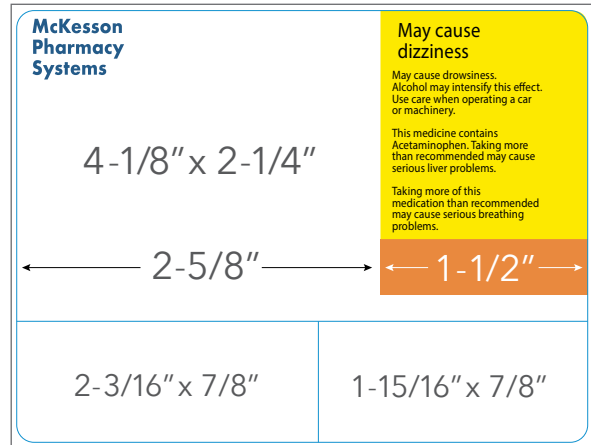 McKesson
Pharmacy
Systems
4-1/8” x 2-1/4”
2-5/8”
May cause
dizziness
May cause drowsiness.
Alcohol may intensify this effect.
Use care when operating a car
or machinery.
This medicine contains
Acetaminophen. Taking more
than recommended may cause
serious liver problems.
Taking more of this
medication than recommended
may cause serious breathing
problems.
1-1/2”
2-3/16” x 7/8”
1-15/16” x 7/8”